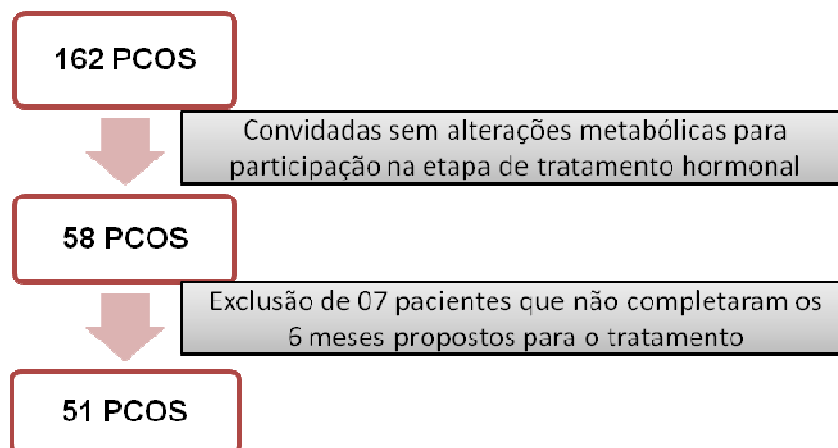 162 PCOS
Convidadas sem alterações metabólicas para
participação na etapa de tratamento hormonal
58 PCOS
Exclusão de 07 pacientes que não completaram os
6 meses propostos para o tratamento
51 PCOS